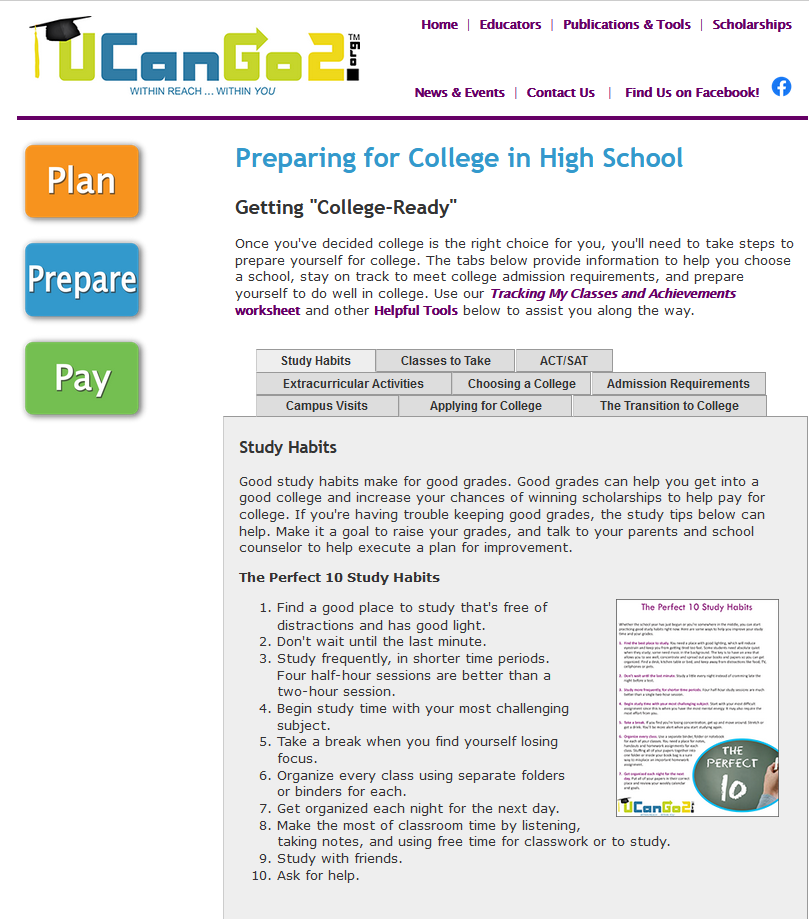 UCanGo2.org™
WITHIN REACH ... WITHIN YOU
Home | Educators | Publications & Tools | Scholarships
News & Events | Contact Us | Find Us on Facebook!
Plan
Prepare
Pay
Preparing for College in High School
Getting "College-Ready"
Once you've decided college is the right choice for you, you'll need to take steps to
prepare yourself for college. The tabs below provide information to help you choose
a school, stay on track to meet college admission requirements, and prepare
yourself to do well in college. Use our Tracking My Classes and Achievements
worksheet and other Helpful Tools below to assist you along the way.
Study Habits Classes to Take ACT/SAT
Extracurricular Activities Choosing a College Admission Requirements
Campus Visits Applying for College The Transition to College
Study Habits
Good study habits make for good grades. Good grades can help you get into a
good college and increase your chances of winning scholarships to help pay for
college. If you're having trouble keeping good grades, the study tips below can
help. Make it a goal to raise your grades, and talk to your parents and school
counselor to help execute a plan for improvement.
The Perfect 10 Study Habits
1. Find a good place to study that's free of
distractions and has good light.
2. Don't wait until the last minute.
3. Study frequently, in shorter time periods.
Four half-hour sessions are better than a
two-hour session.
4. Begin study time with your most challenging
subject.
5. Take a break when you find yourself losing
focus.
6. Organize every class using separate folders
or binders for each.
7. Get organized each night for the next day.
8. Make the most of classroom time by listening,
taking notes, and using free time for classwork or to study.
9. Study with friends.
10. Ask for help.
The Perfect 10 Study Habits
THE
PERFECT
10
UCanGo2